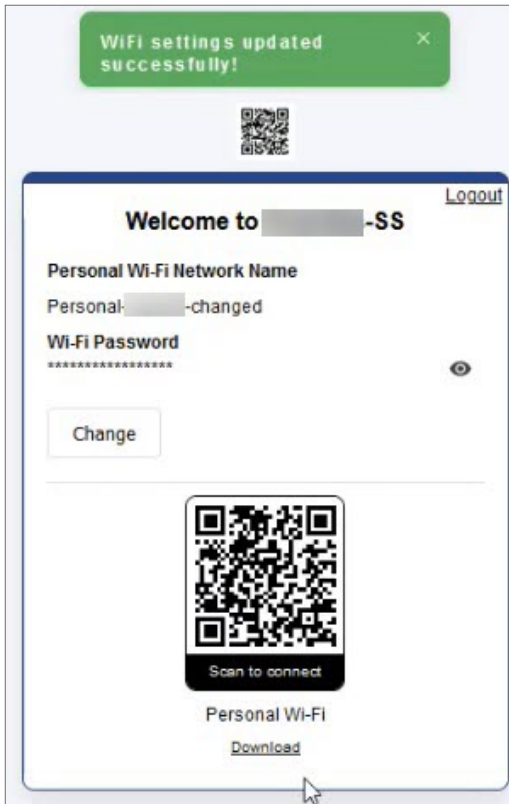 WiFi settings updated
successfully!
Logout
Welcome to -SS
Personal Wi-Fi Network Name
Personal- -changed
Wi-Fi Password
*****************
Change
Scan to connect
Personal Wi-Fi
Download